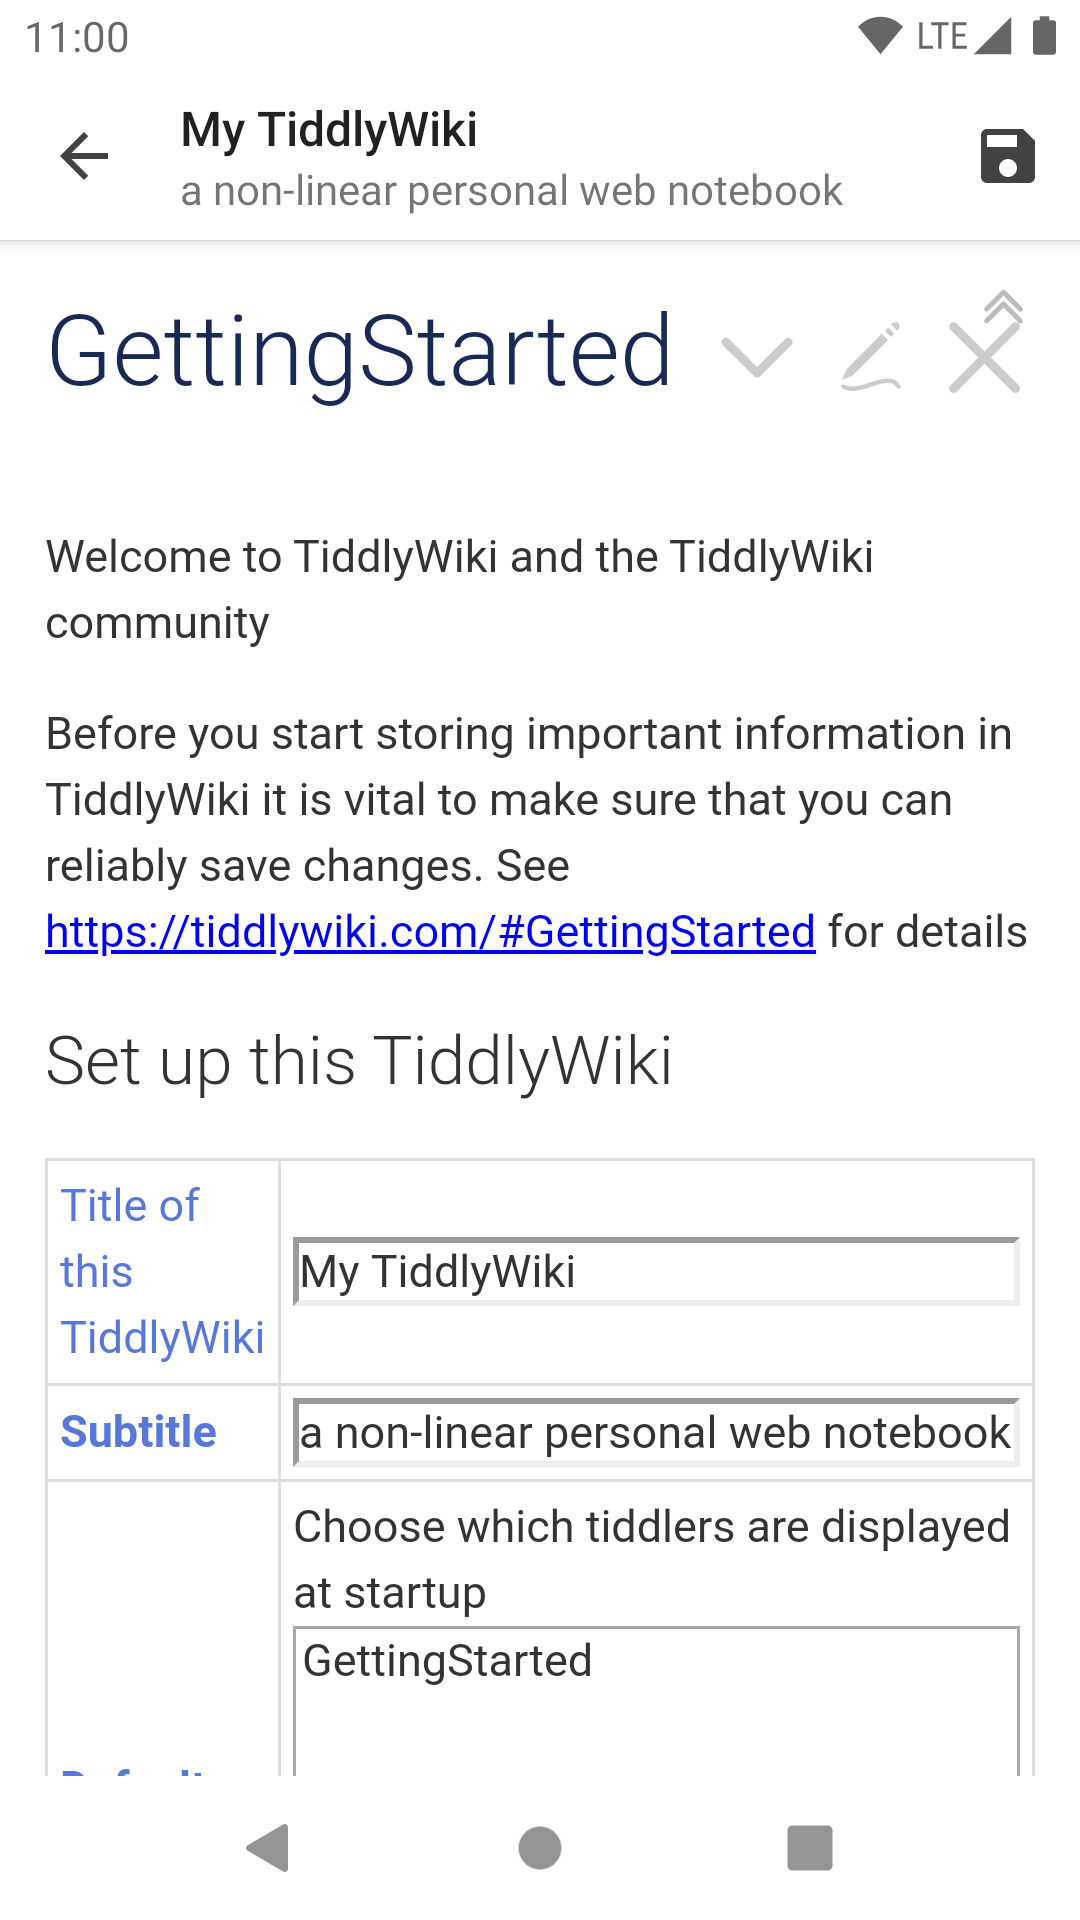 11:00
LTE
My TiddlyWiki
a non-linear personal web notebook
GettingStarted
Welcome to TiddlyWiki and the TiddlyWiki
community
Before you start storing important information in
TiddlyWiki it is vital to make sure that you can
reliably save changes. See
https://tiddlywiki.com/#GettingStarted for details
Set up this TiddlyWiki
Title of
this
TiddlyWiki
My TiddlyWiki
Subtitle
a non-linear personal web notebook
Choose which tiddlers are displayed
at startup
GettingStarted